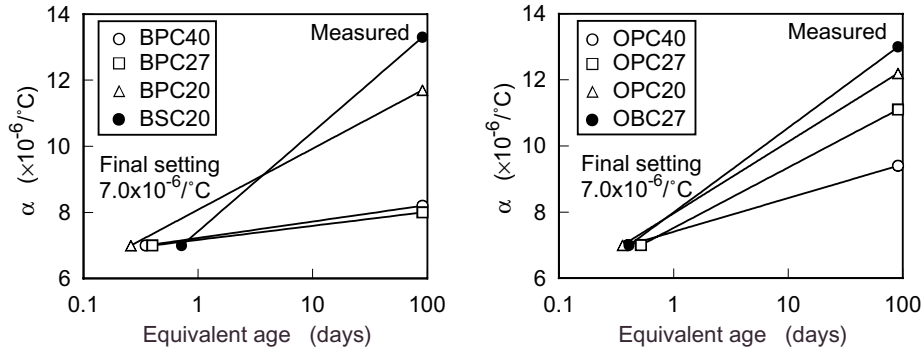 14
12
10
8
6
α (×10⁻⁶/˚C)
BPC40
BPC27
BPC20
BSC20
Measured
Final setting
7.0x10⁻⁶/˚C
0.1 1 10 100
Equivalent age (days)
14
12
10
8
6
α (×10⁻⁶/˚C)
OPC40
OPC27
OPC20
OBC27
Measured
Final setting
7.0x10⁻⁶/˚C
0.1 1 10 100
Equivalent age (days)